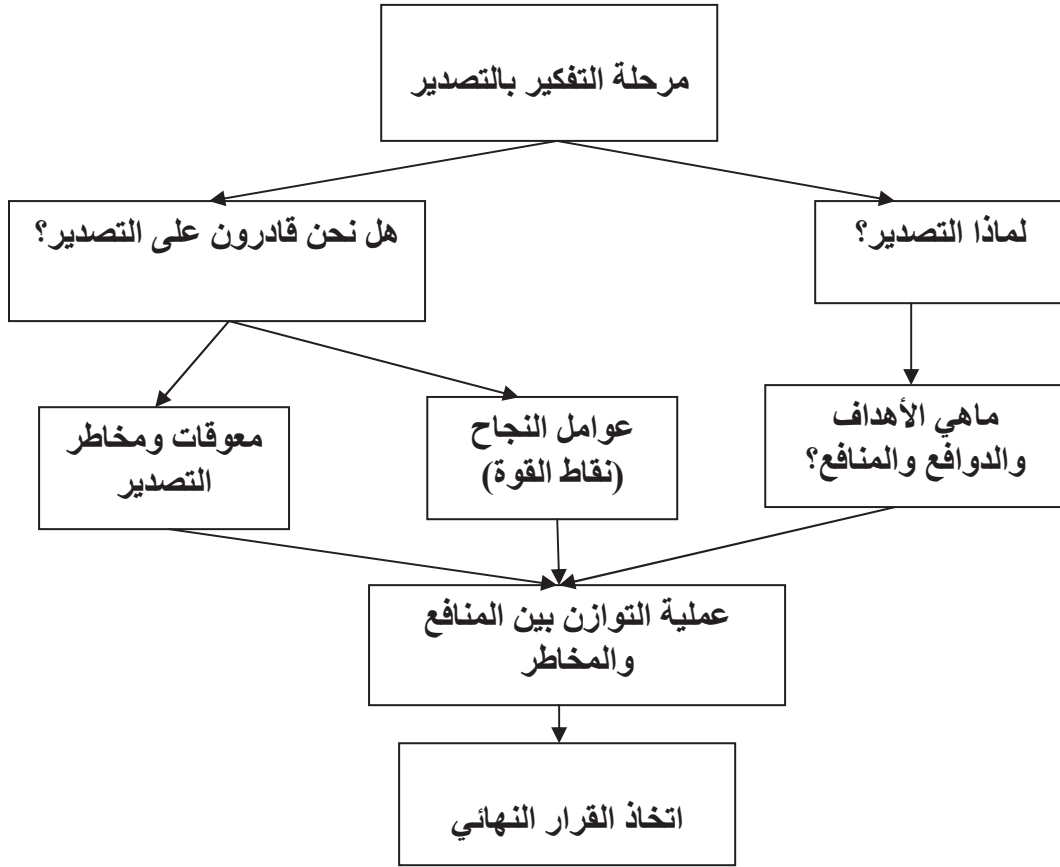 مرحلة التفكير بالتصدير
لماذا التصدير؟
هل نحن قادرون على التصدير؟
ماهي الأهداف
والدوافع والمنافع؟
عوامل النجاح
(نقاط القوة)
معوقات ومخاطر
التصدير
عملية التوازن بين المنافع
والمخاطر
اتخاذ القرار النهائي